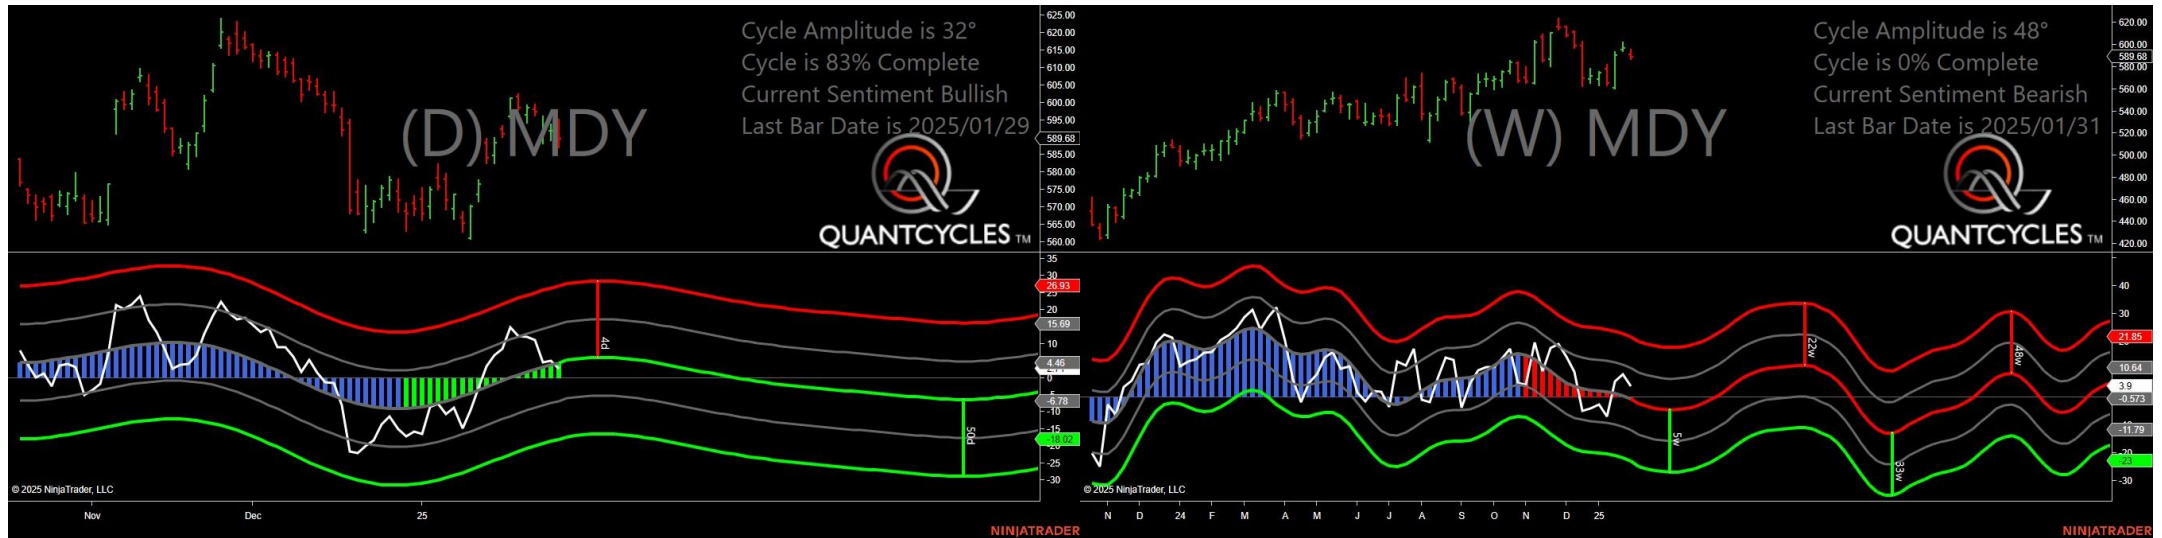 Cycle Amplitude is 32°
Cycle is 83% Complete
Current Sentiment Bullish
Last Bar Date is 2025/01/29
(D) MDY
QUANTCYCLES TM
625.00
620.00
615.00
610.00
605.00
600.00
595.00
589.68
585.00
580.00
575.00
570.00
565.00
560.00
35
30
26.93
25
20
15.69
10
4.46
0
-6.78
-10
-15
-18.02
-25
-30
4d
50d
© 2025 NinjaTrader, LLC
Nov Dec 25
NINJATRADER
Cycle Amplitude is 48°
Cycle is 0% Complete
Current Sentiment Bearish
Last Bar Date is 2025/01/31
(W) MDY
QUANTCYCLES TM
620.00
600.00
589.68
580.00
560.00
540.00
520.00
500.00
480.00
460.00
440.00
420.00
40
30
21.85
10.64
3.9
-0.573
-11.79
-20
-23
-30
5w
22w
33w
48w
© 2025 NinjaTrader, LLC
N D 24 F M A M J J A S O N D 25
NINJATRADER